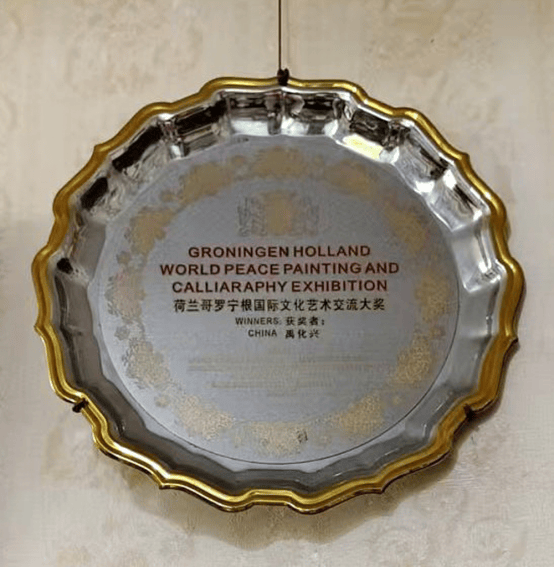 GRONINGEN HOLLAND
WORLD PEACE PAINTING AND
CALLIARAPHY EXHIBITION
荷兰哥罗宁根国际文化艺术交流大奖
WINNERS: 获奖者:
CHINA 禹化兴